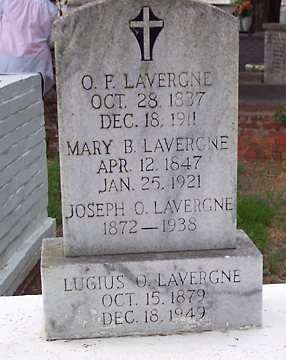 O. F. LAVERGNE
OCT. 28. 1837
DEC. 18, 1911
MARY B. LAVERGNE
APR. 12. 1847
JAN. 25, 1921
JOSEPH O. LAVERGNE
1872—1938
LUGIUS O. LAVERGNE
OCT. 15. 1879
DEC. 18, 1949